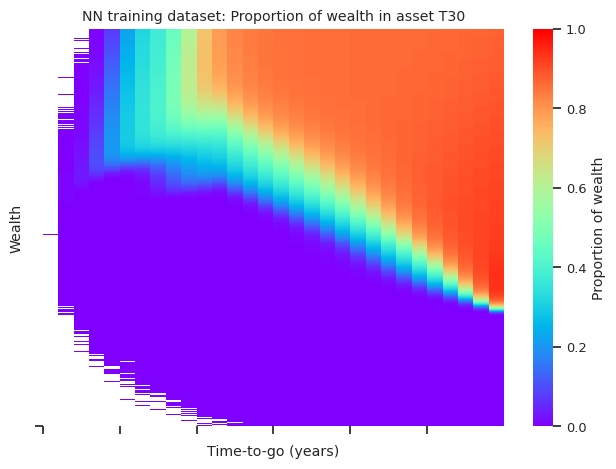 NN training dataset: Proportion of wealth in asset T30
Wealth
Time-to-go (years)
1.0
0.8
0.6
0.4
0.2
0.0
Proportion of wealth